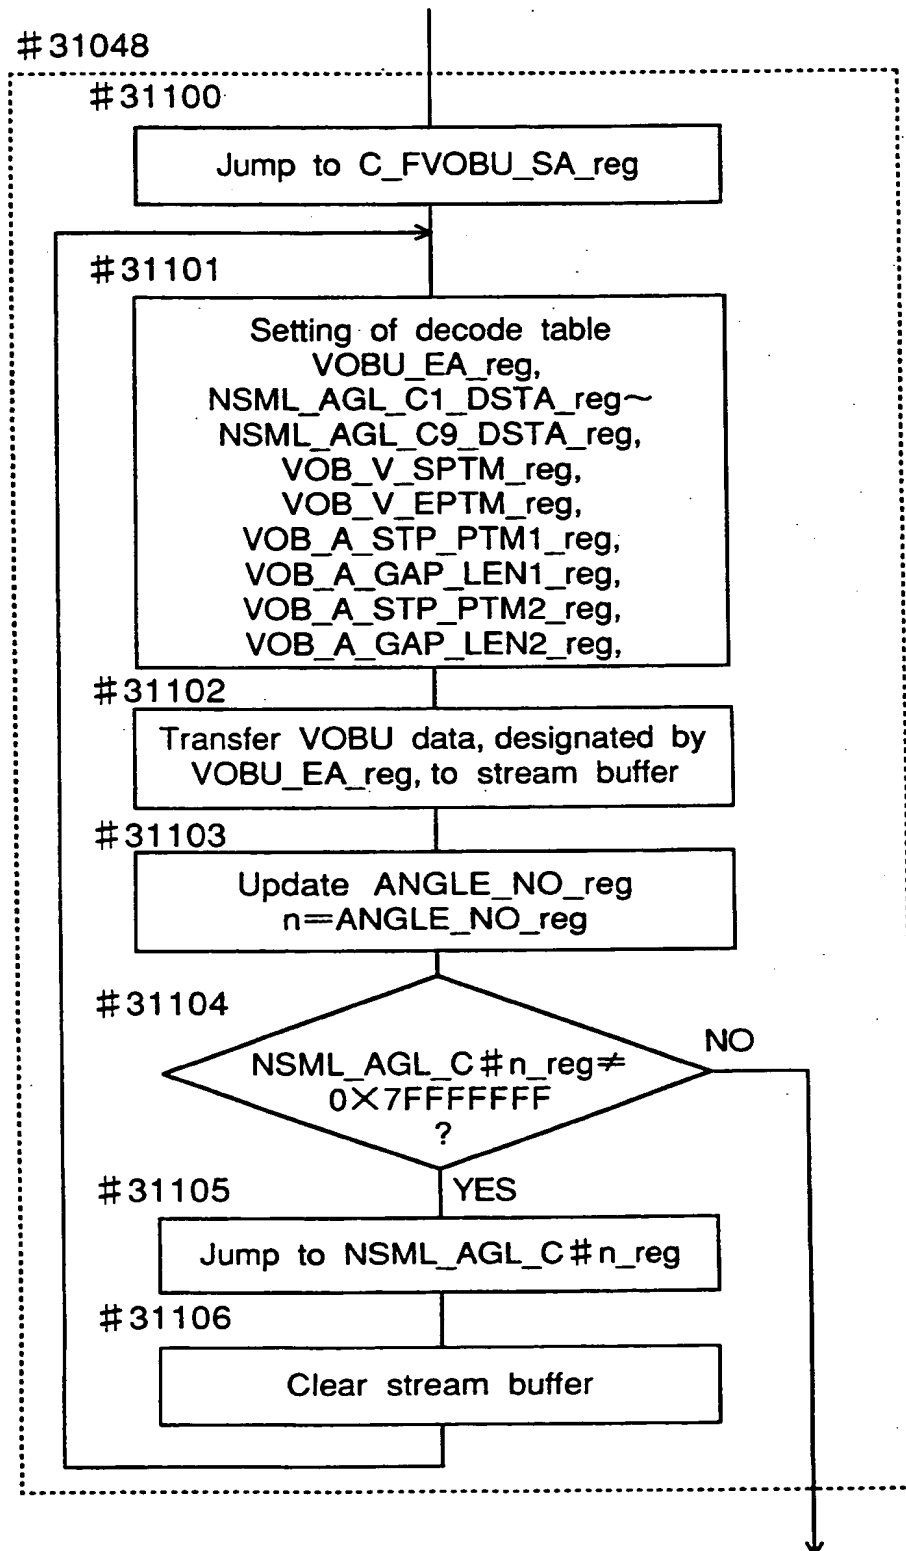 #31048
#31100
Jump to C_FVOBU_SA_reg
#31101
Setting of decode table
VOBU_EA_reg,
NSML_AGL_C1_DSTA_reg~
NSML_AGL_C9_DSTA_reg,
VOB_V_SPTM_reg,
VOB_V_EPTM_reg,
VOB_A_STP_PTM1_reg,
VOB_A_GAP_LEN1_reg,
VOB_A_STP_PTM2_reg,
VOB_A_GAP_LEN2_reg,
#31102
Transfer VOBU data, designated by
VOBU_EA_reg, to stream buffer
#31103
Update ANGLE_NO_reg
n=ANGLE_NO_reg
#31104
NO
NSML_AGL_C#n_reg≠
0×7FFFFFFF
?
YES
#31105
Jump to NSML_AGL_C#n_reg
#31106
Clear stream buffer